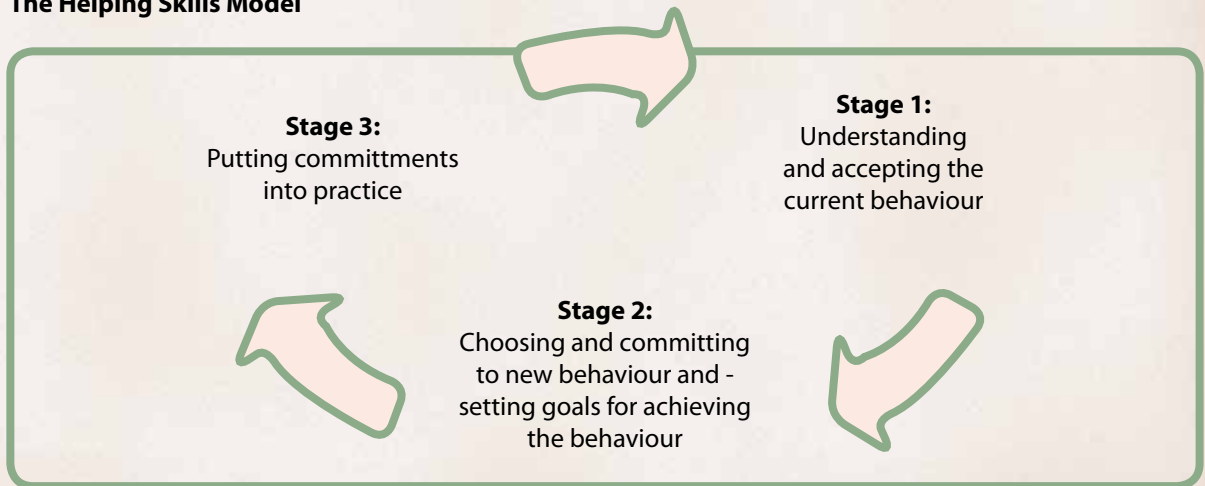 The Helping Skills Model
Stage 1:
Understanding
and accepting the
current behaviour
Stage 2:
Choosing and committing
to new behaviour and -
setting goals for achieving
the behaviour
Stage 3:
Putting committments
into practice